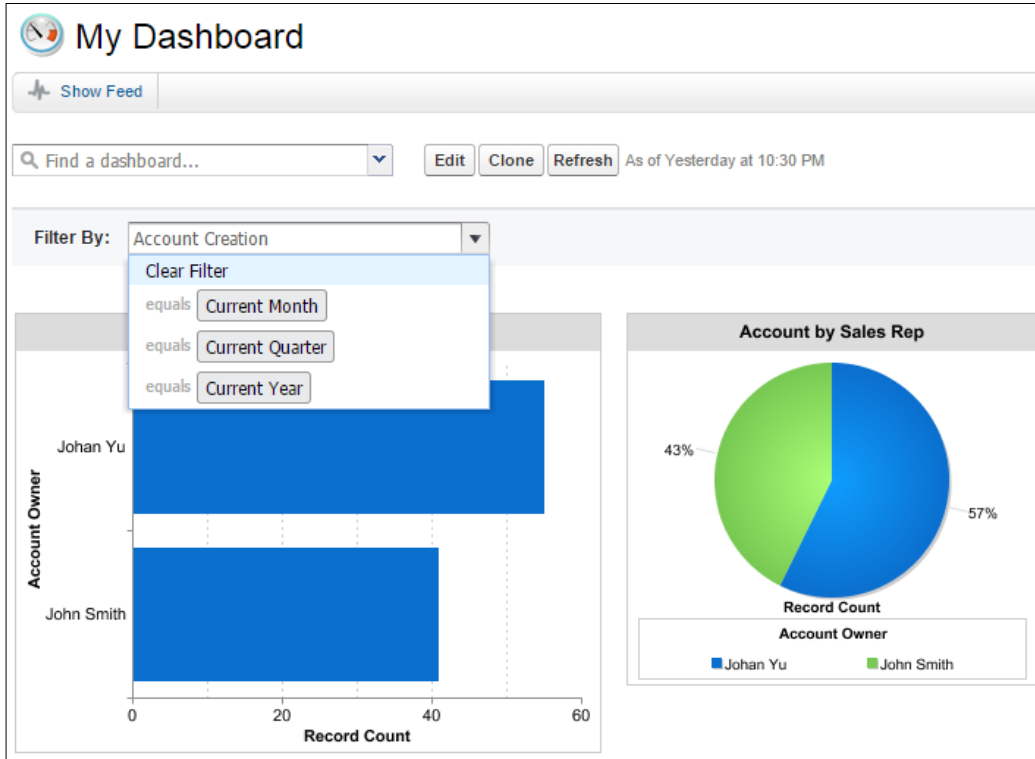 My Dashboard
Show Feed
Find a dashboard...
Edit Clone Refresh As of Yesterday at 10:30 PM
Filter By: Account Creation
Clear Filter
equals Current Month
equals Current Quarter
equals Current Year
Account Owner
Johan Yu
John Smith
0 20 40 60
Record Count
Account by Sales Rep
43%
57%
Record Count
Account Owner
Johan Yu John Smith